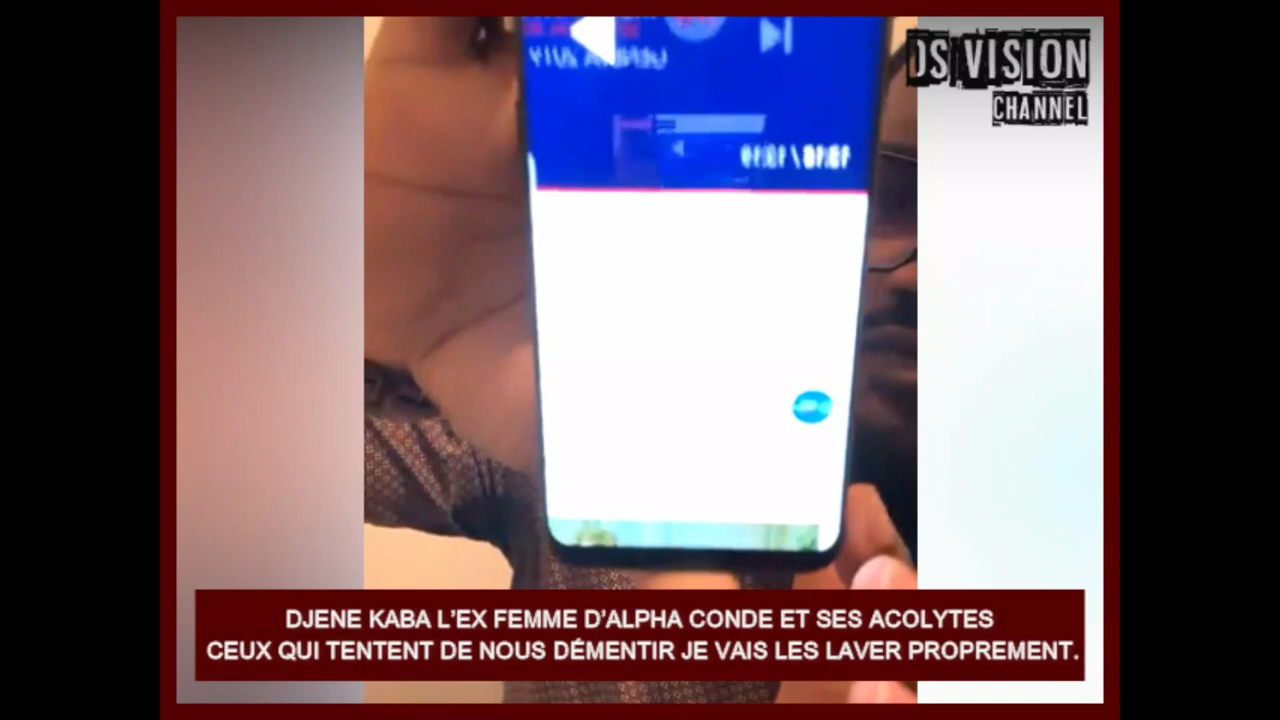 DS VISION
CHANNEL
DJENE KABA L'EX FEMME D'ALPHA CONDE ET SES ACOLYTES
CEUX QUI TENTENT DE NOUS DÉMENTIR JE VAIS LES LAVER PROPREMENT.